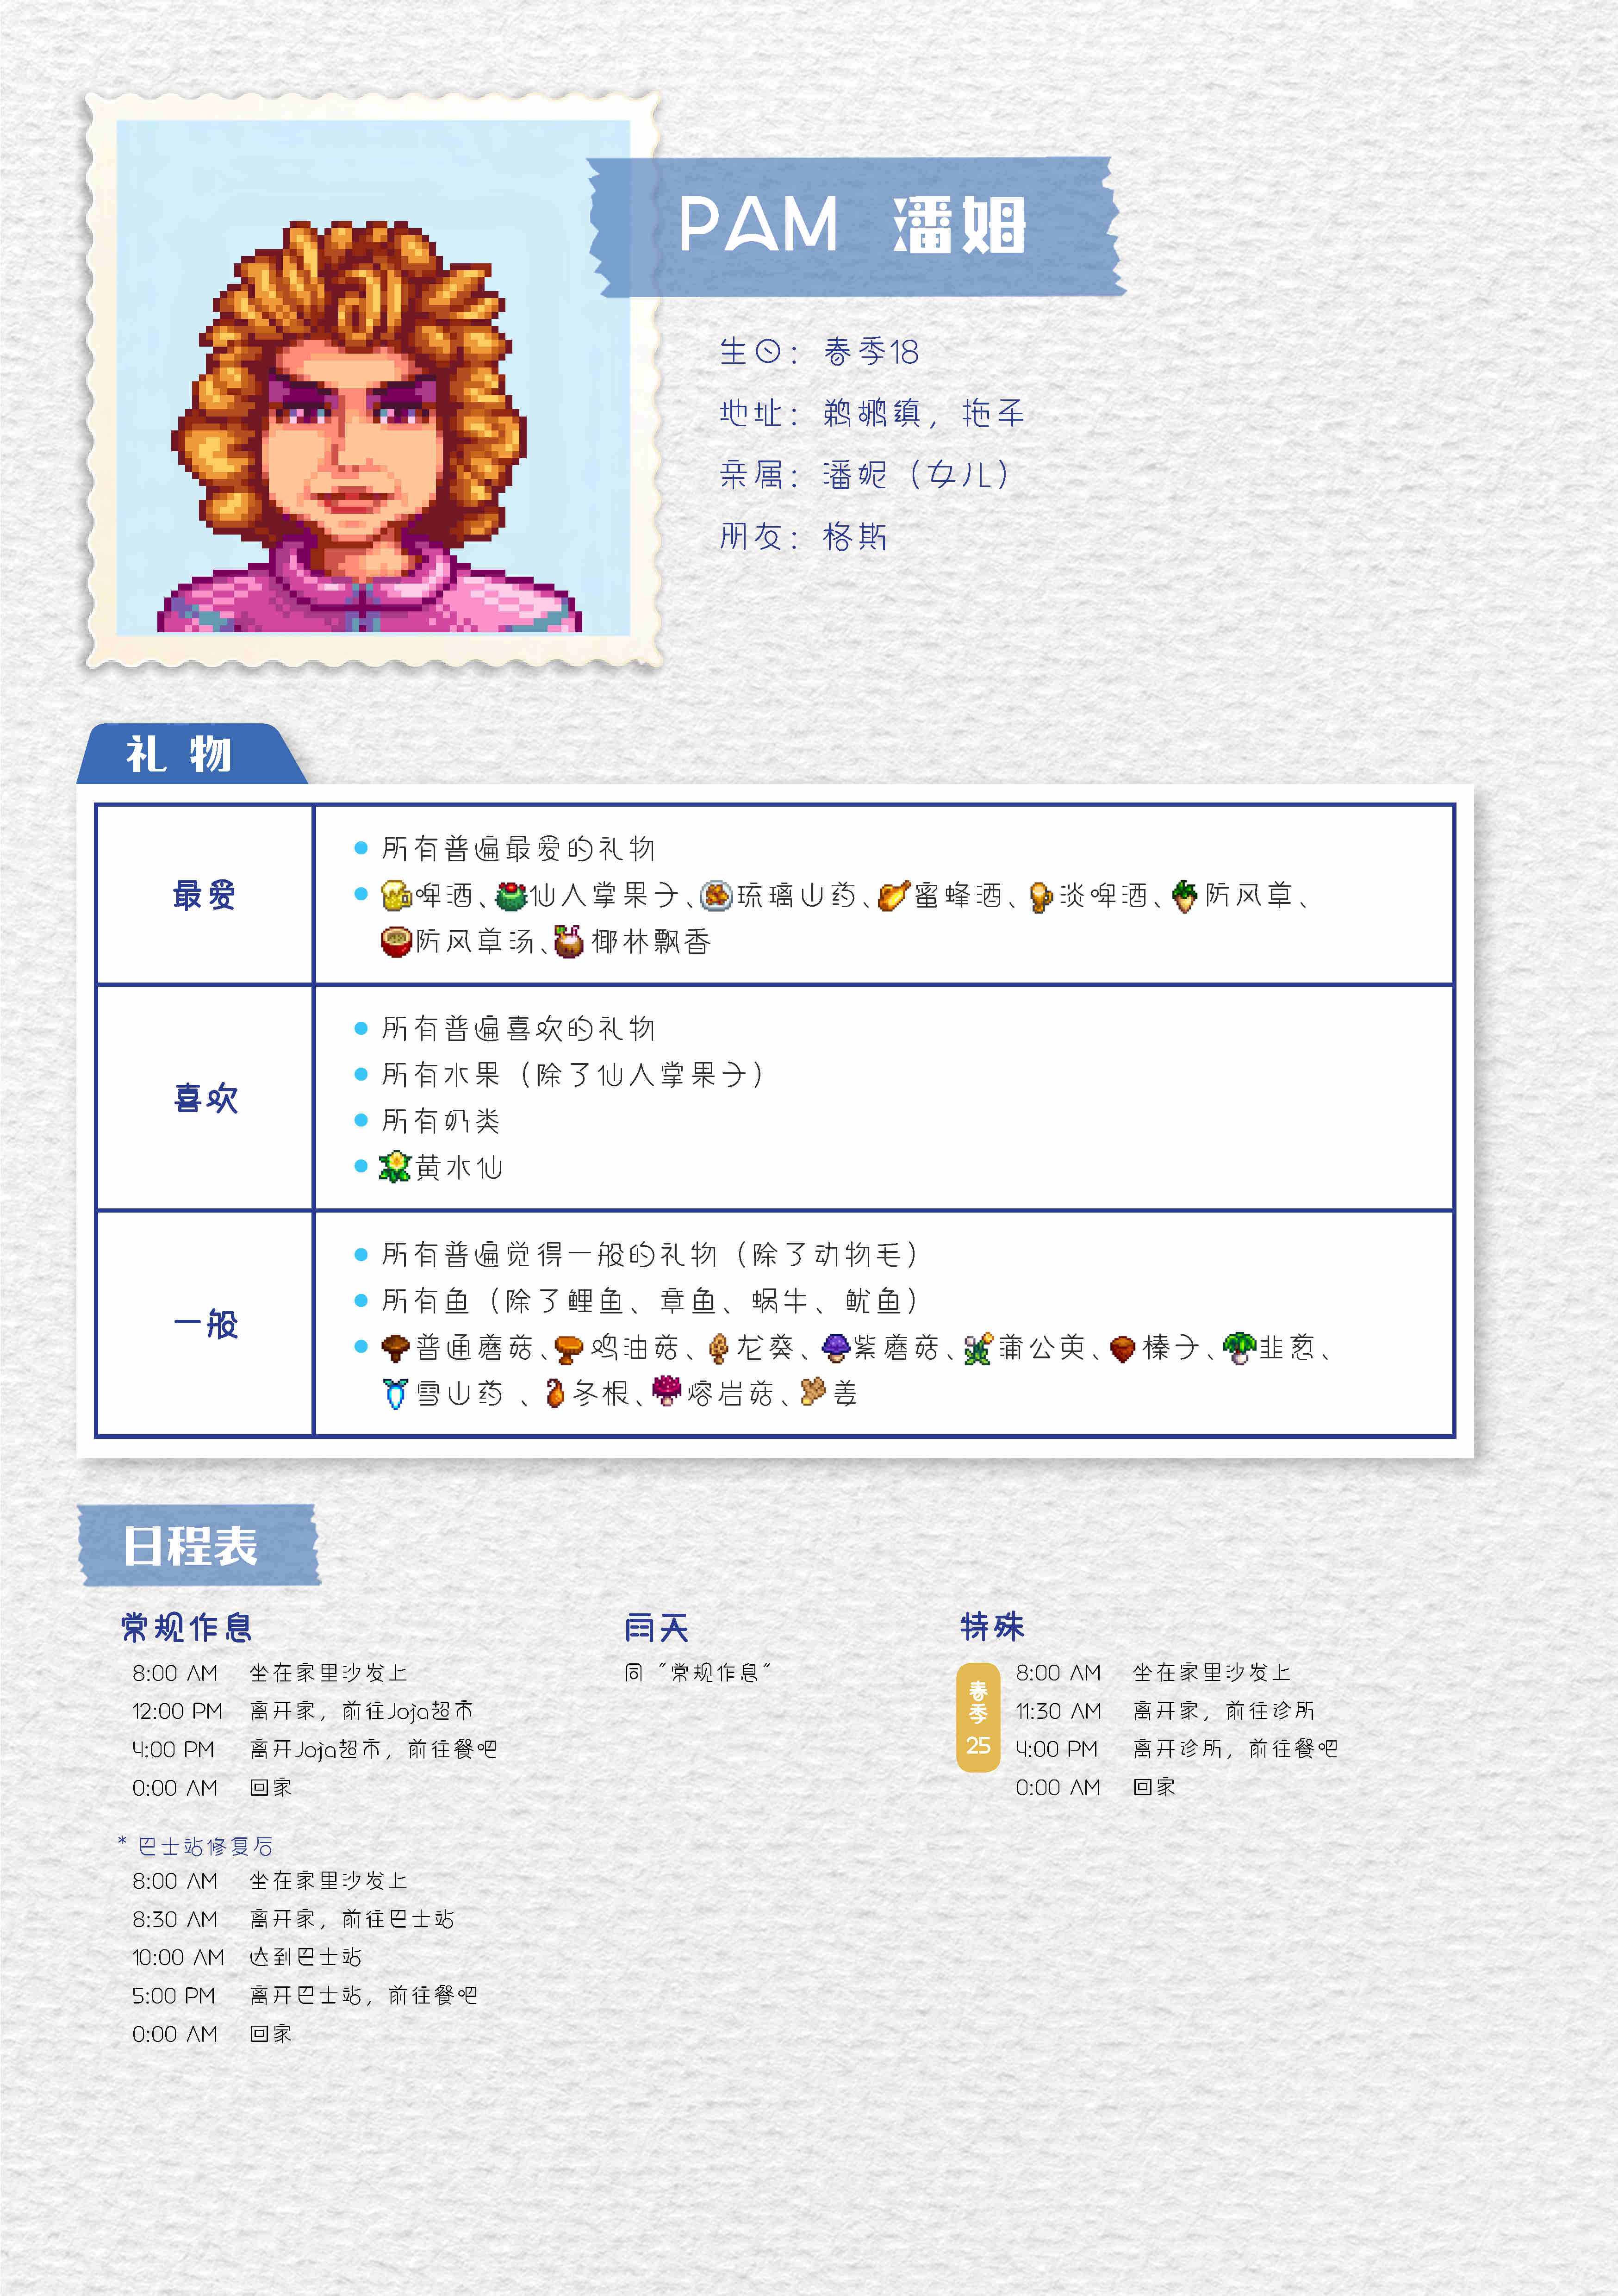 PAM 潘姆
生日：春季18
地址：鹈鹕镇，拖车
亲属：潘妮（女儿）
朋友：格斯
礼物
最爱
所有普遍最爱的礼物
啤酒、仙人掌果子、琉璃山药、蜜蜂酒、淡啤酒、防风草、
防风草汤、椰林飘香
喜欢
所有普遍喜欢的礼物
所有水果（除了仙人掌果子）
所有奶类
黄水仙
一般
所有普遍觉得一般的礼物（除了动物毛）
所有鱼（除了鲤鱼、章鱼、蜗牛、鱿鱼）
普通蘑菇、鸡油菇、龙葵、紫蘑菇、蒲公英、榛子、韭葱、
雪山药、冬根、熔岩菇、姜
日程表
常规作息
8:00 AM 坐在家里沙发上
12:00 PM 离开家，前往Joja超市
4:00 PM 离开Joja超市，前往餐吧
0:00 AM 回家
* 巴士站修复后
8:00 AM 坐在家里沙发上
8:30 AM 离开家，前往巴士站
10:00 AM 达到巴士站
5:00 PM 离开巴士站，前往餐吧
0:00 AM 回家
雨天
同“常规作息“
特殊
春季25
8:00 AM 坐在家里沙发上
11:30 AM 离开家，前往诊所
4:00 PM 离开诊所，前往餐吧
0:00 AM 回家